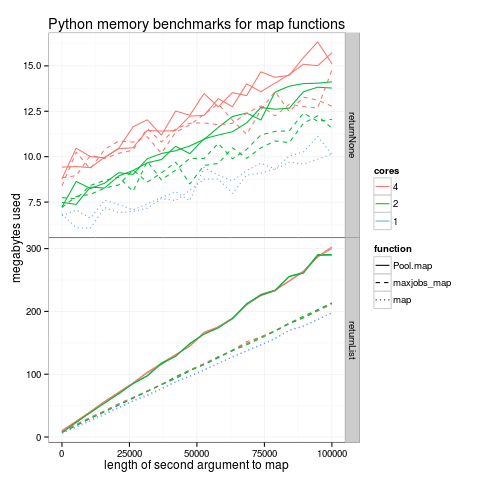 Python memory benchmarks for map functions
megabytes used
15.0
12.5
10.0
7.5
returnNone
300
200
100
0
returnList
0
25000
50000
75000
100000
length of second argument to map
cores
4
2
1
function
Pool.map
maxjobs_map
map